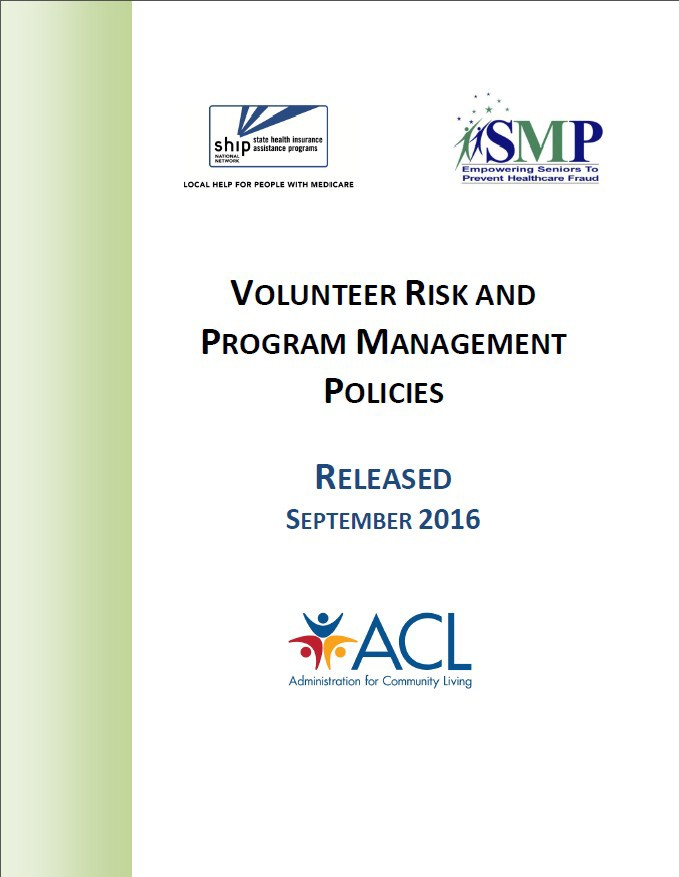 ship
state health insurance
assistance programs
NATIONAL
NETWORK
LOCAL HELP FOR PEOPLE WITH MEDICARE
SMP
Empowering Seniors To
Prevent Healthcare Fraud
VOLUNTEER RISK AND
PROGRAM MANAGEMENT
POLICIES
RELEASED
SEPTEMBER 2016
ACL
Administration for Community Living